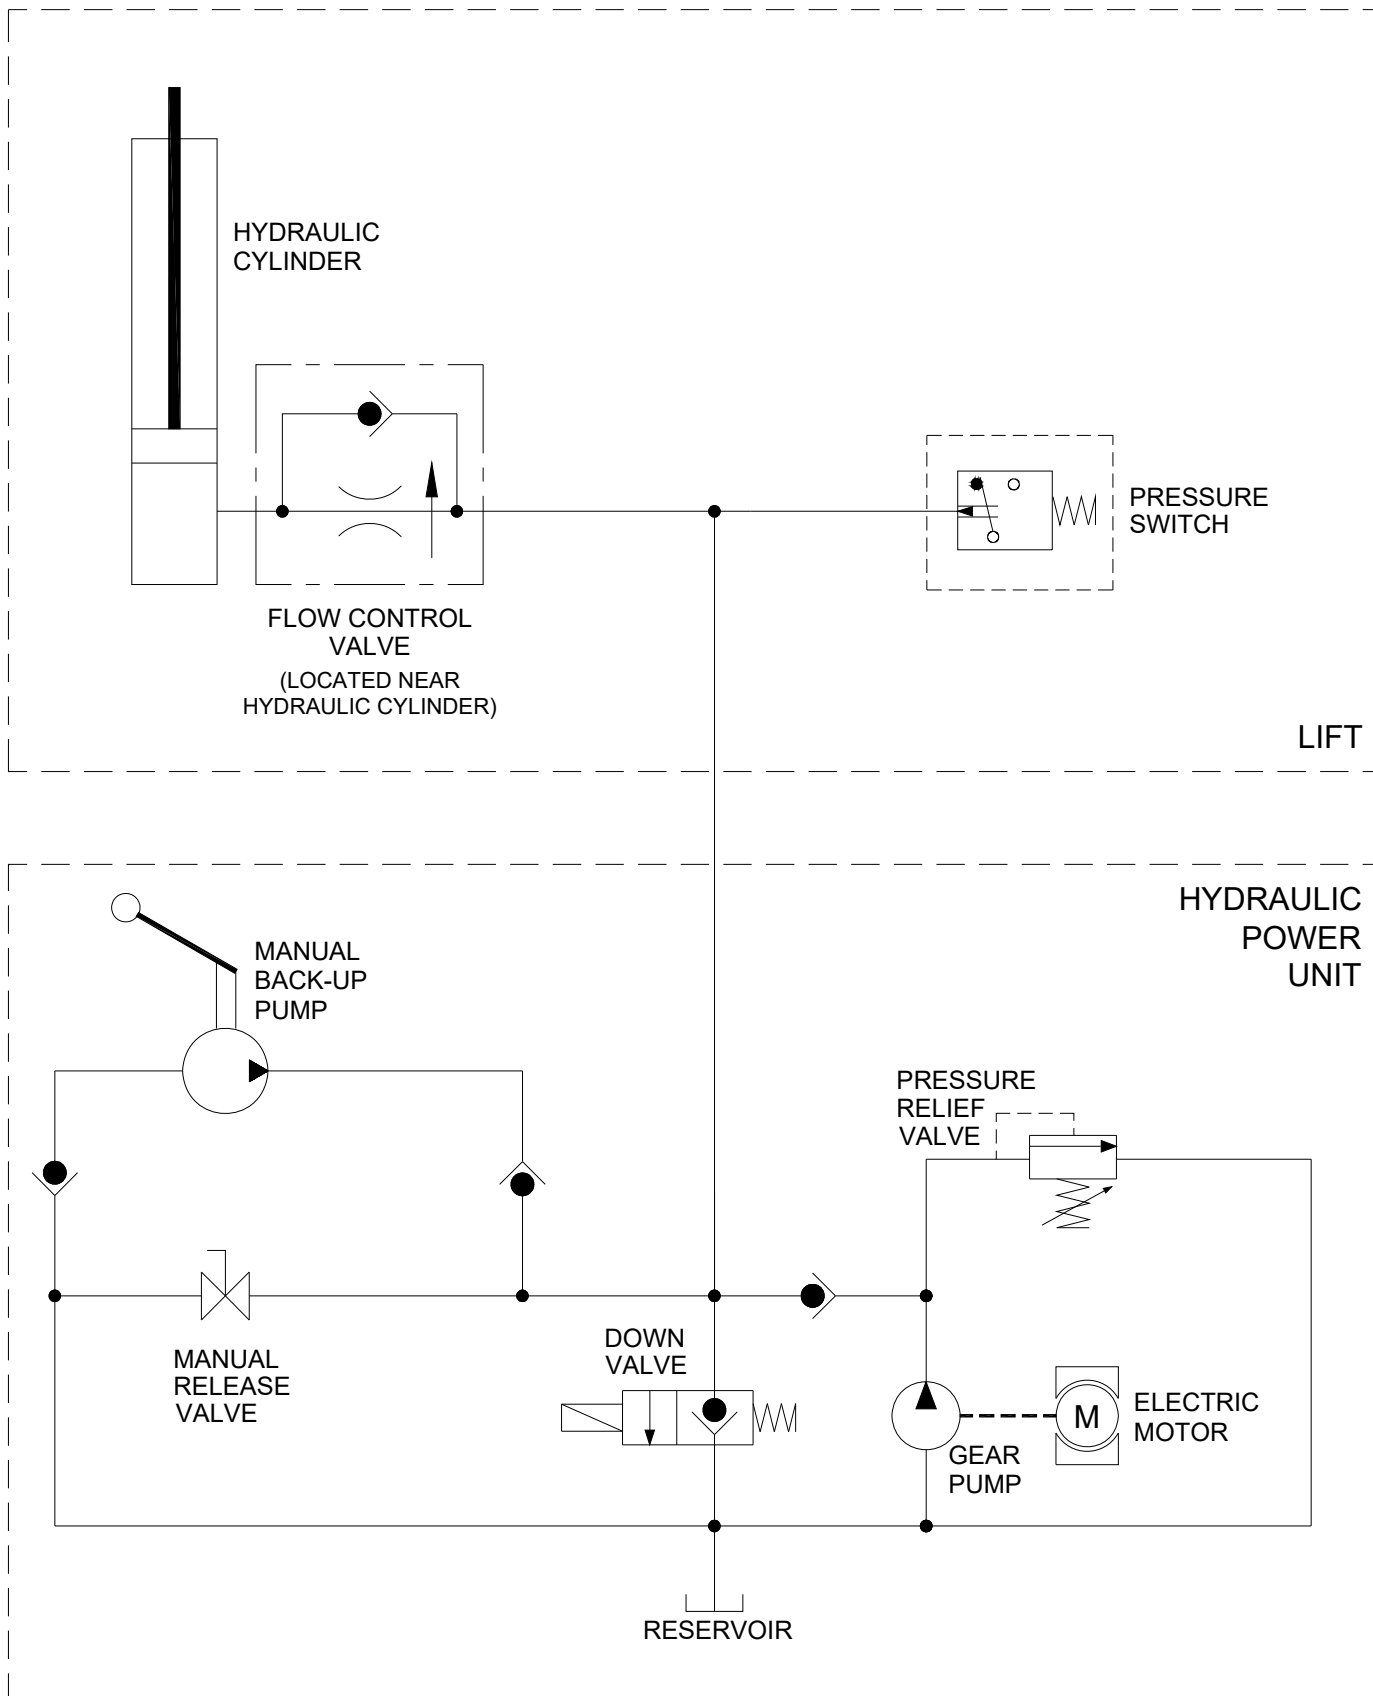 HYDRAULIC
CYLINDER
PRESSURE
SWITCH
FLOW CONTROL
VALVE
(LOCATED NEAR
HYDRAULIC CYLINDER)
LIFT
HYDRAULIC
POWER
UNIT
MANUAL
BACK-UP
PUMP
PRESSURE
RELIEF
VALVE
MANUAL
RELEASE
VALVE
DOWN
VALVE
M
ELECTRIC
MOTOR
GEAR
PUMP
RESERVOIR